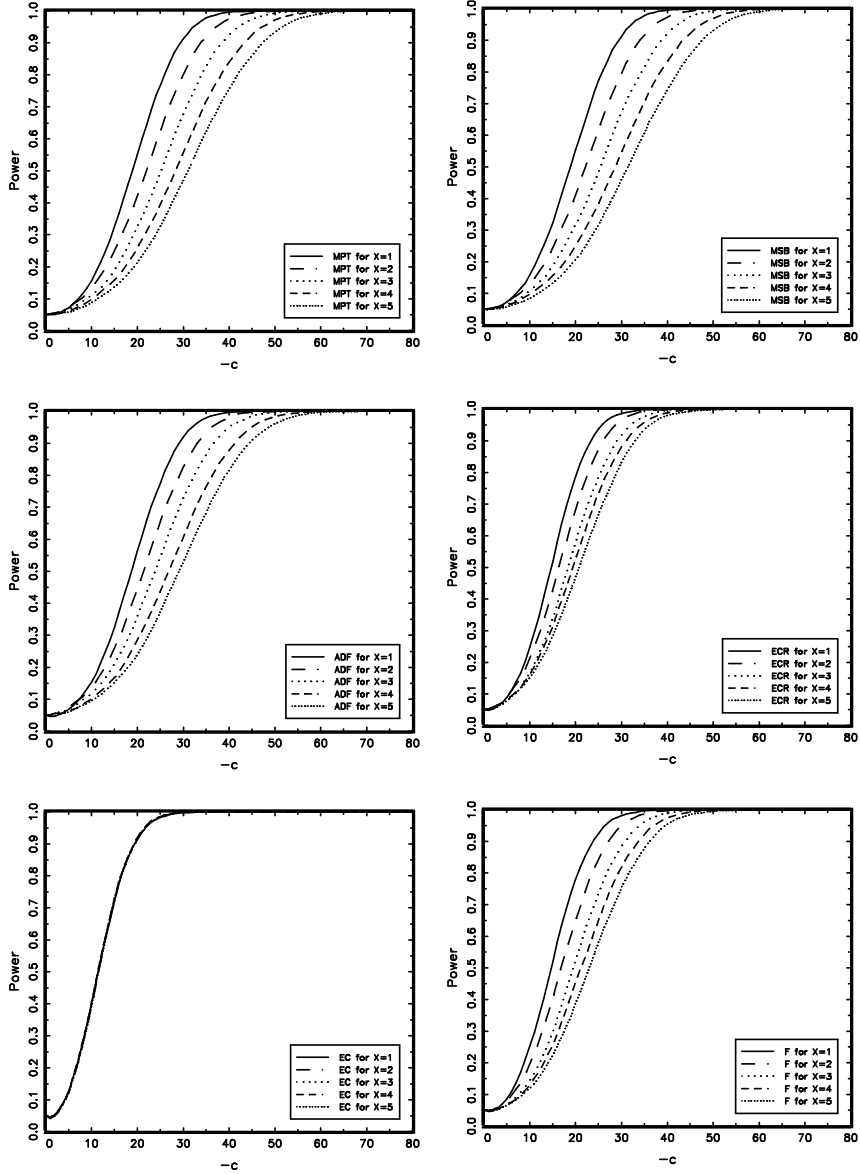 1.0
0.9
0.8
0.7
0.6
0.5
0.4
0.3
0.2
0.1
0.0
Power
MPT for X=1
MPT for X=2
MPT for X=3
MPT for X=4
MPT for X=5
0 10 20 30 40 50 60 70 80
-c
1.0
0.9
0.8
0.7
0.6
0.5
0.4
0.3
0.2
0.1
0.0
Power
MSB for X=1
MSB for X=2
MSB for X=3
MSB for X=4
MSB for X=5
0 10 20 30 40 50 60 70 80
-c
1.0
0.9
0.8
0.7
0.6
0.5
0.4
0.3
0.2
0.1
0.0
Power
ADF for X=1
ADF for X=2
ADF for X=3
ADF for X=4
ADF for X=5
0 10 20 30 40 50 60 70 80
-c
1.0
0.9
0.8
0.7
0.6
0.5
0.4
0.3
0.2
0.1
0.0
Power
ECR for X=1
ECR for X=2
ECR for X=3
ECR for X=4
ECR for X=5
0 10 20 30 40 50 60 70 80
-c
1.0
0.9
0.8
0.7
0.6
0.5
0.4
0.3
0.2
0.1
0.0
Power
EC for X=1
EC for X=2
EC for X=3
EC for X=4
EC for X=5
0 10 20 30 40 50 60 70 80
-c
1.0
0.9
0.8
0.7
0.6
0.5
0.4
0.3
0.2
0.1
0.0
Power
F for X=1
F for X=2
F for X=3
F for X=4
F for X=5
0 10 20 30 40 50 60 70 80
-c